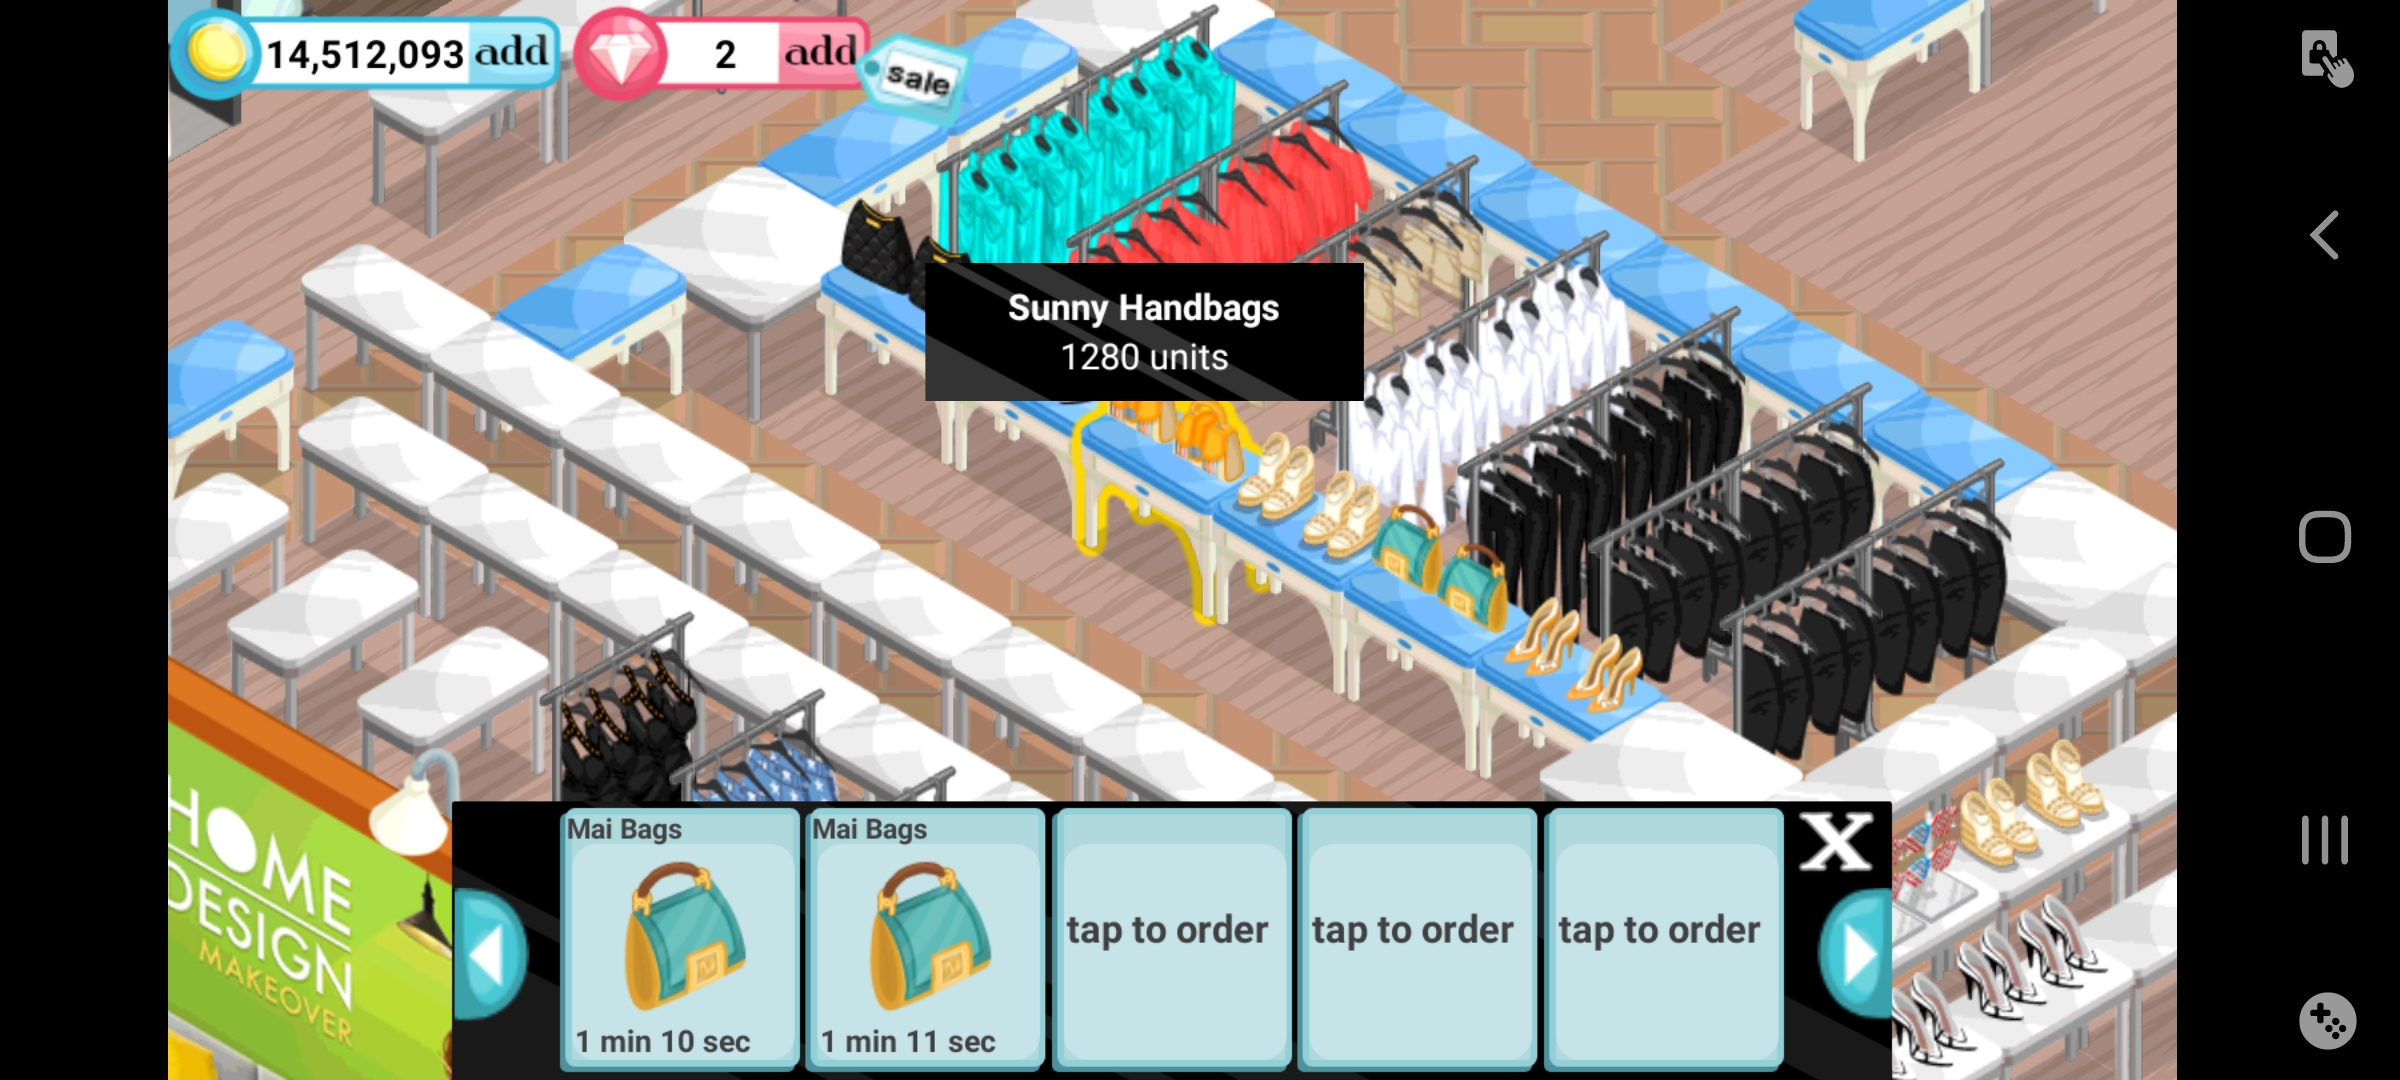 14,512,093 add
2 add
sale
Sunny Handbags
1280 units
HOME
DESIGN
MAKEOVER
Mai Bags
1 min 10 sec
Mai Bags
1 min 11 sec
tap to order
tap to order
tap to order
X